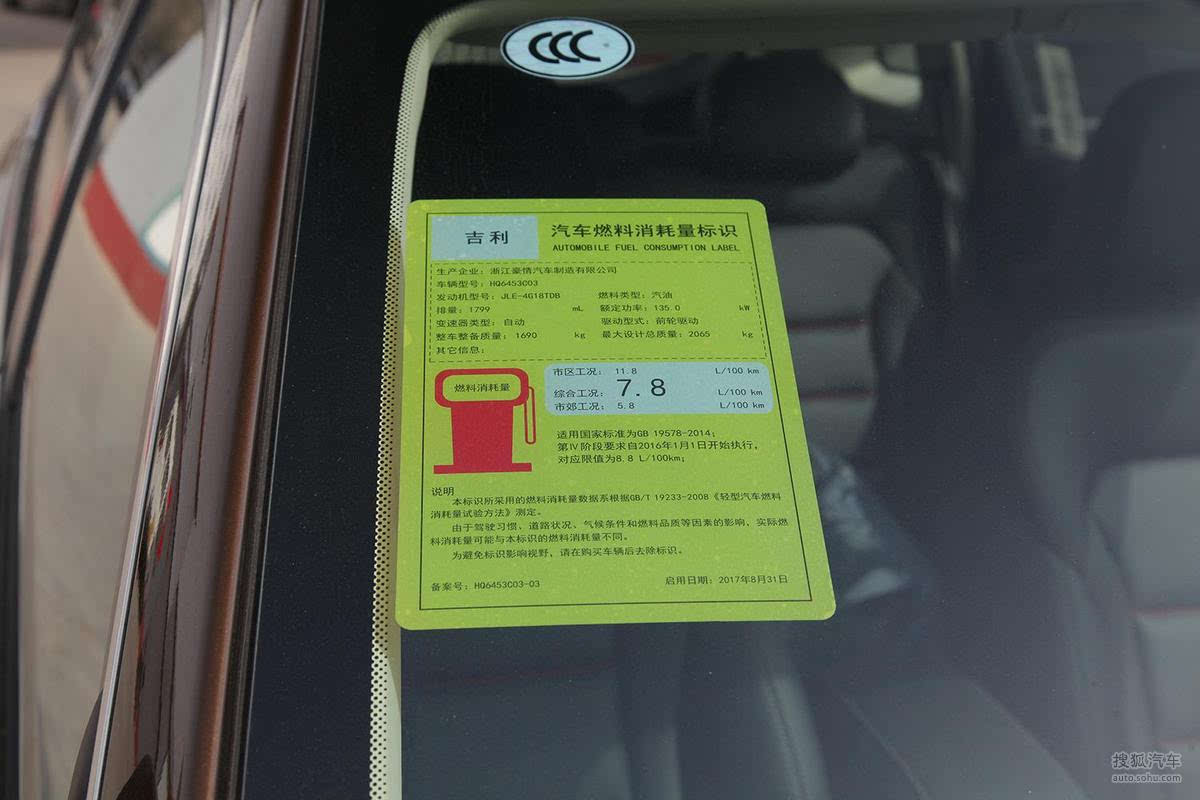 CCC
吉利
汽车燃料消耗量标识
AUTOMOBILE FUEL CONSUMPTION LABEL
生产企业：浙江豪情汽车制造有限公司
车辆型号：HQ6453C03
发动机型号：JLE-4G18TDB 燃料类型：汽油
排量：1799 mL 额定功率：135.0 kW
变速器类型：自动 驱动型式：前轮驱动
整车整备质量：1690 kg 最大设计总质量：2065 kg
其它信息：
燃料消耗量
市区工况：11.8 L/100 km
综合工况：7.8 L/100 km
市郊工况：5.8 L/100 km
适用国家标准为GB 19578-2014；
第Ⅳ阶段要求自2016年1月1日开始执行，
对应限值为8.8 L/100km；
说明
本标识所采用的燃料消耗量数据系根据GB/T 19233-2008《轻型汽车燃料
消耗量试验方法》测定。
由于驾驶习惯、道路状况、气候条件和燃料品质等因素的影响，实际燃
料消耗量可能与本标识的燃料消耗量不同。
为避免标识影响视野，请在购买车辆后去除标识。
备案号：HQ6453C03-03 启用日期：2017年8月31日
搜狐汽车
auto.sohu.com